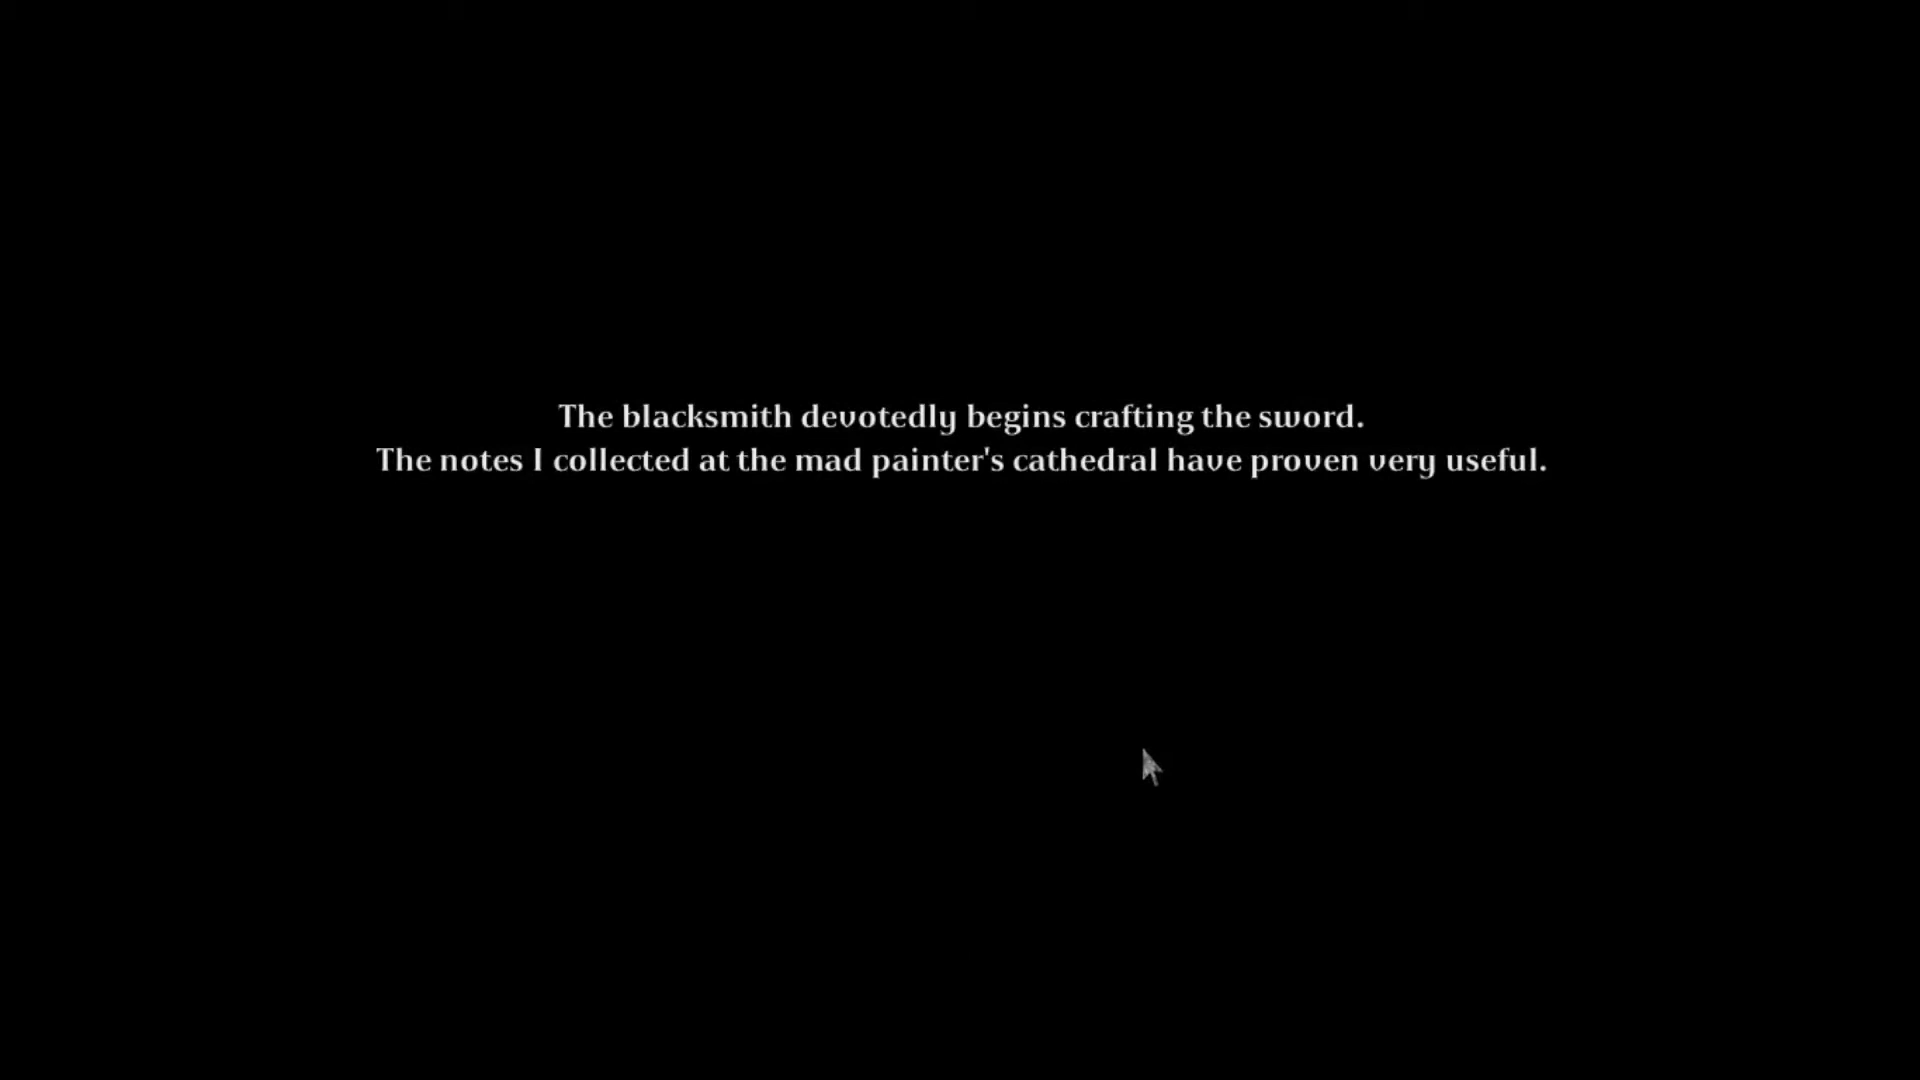 The blacksmith devotedly begins crafting the sword.
The notes I collected at the mad painter's cathedral have proven very useful.